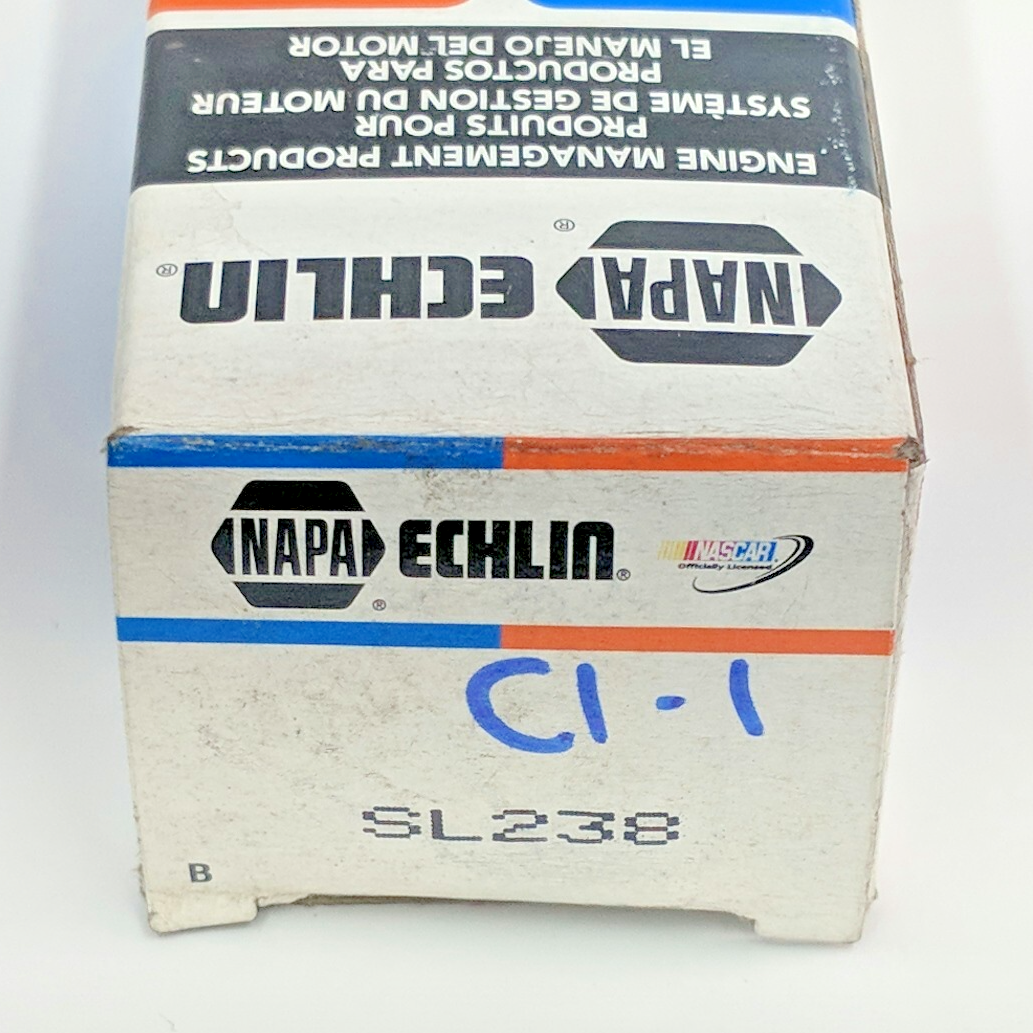 EL MANEJO DEL MOTOR
PRODUCTOS PARA
SYSTÈME DE GESTION DU MOTEUR
PRODUITS POUR
ENGINE MANAGEMENT PRODUCTS
NAPA® ECHLIN®
NAPA® ECHLIN® NASCAR®
Officially Licensed
C1-1
SL238
B